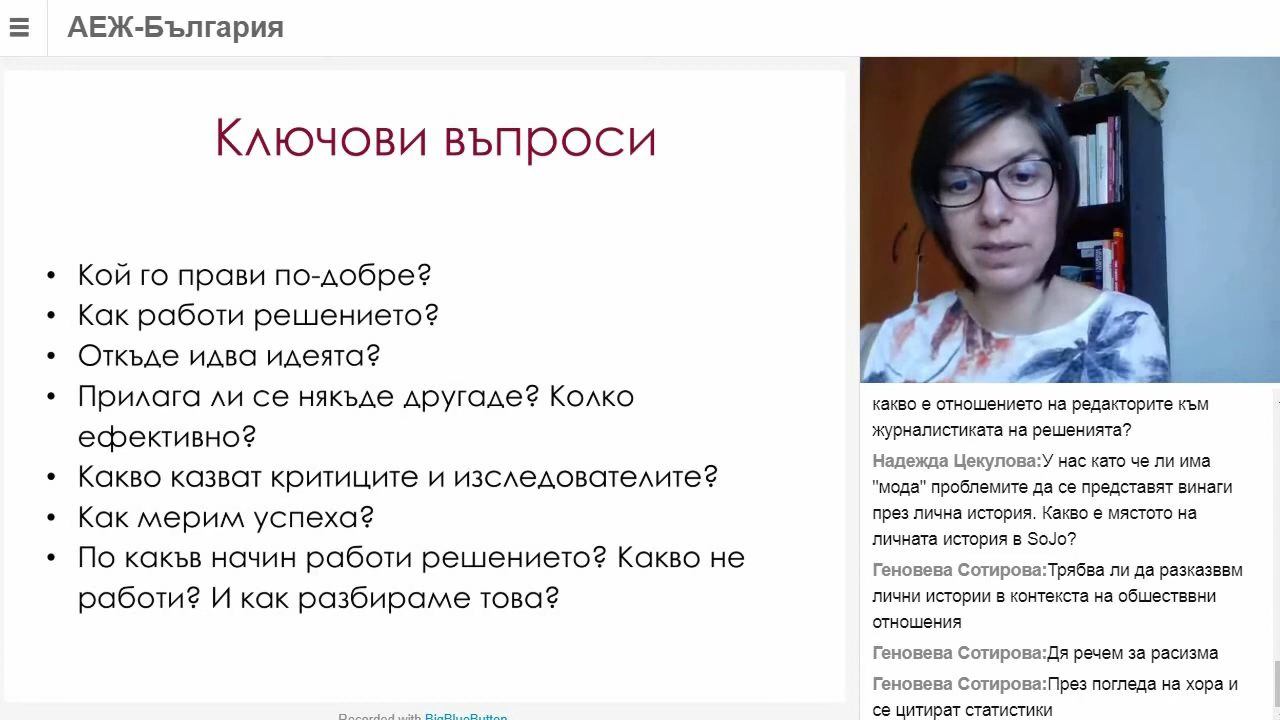 АЕЖ-България
Ключови въпроси
• Кой го прави по-добре?
• Как работи решението?
• Откъде идва идеята?
• Прилага ли се някъде другаде? Колко
ефективно?
• Какво казват критиците и изследователите?
• Как мерим успеха?
• По какъв начин работи решението? Какво не
работи? И как разбираме това?
Recorded with BigBlueButton
какво е отношението на редакторите към
журналистиката на решенията?
Надежда Цекулова:У нас като че ли има
"мода" проблемите да се представят винаги
през лична история. Какво е мястото на
личната история в SoJo?
Геновева Сотирова:Трябва ли да разказввм
лични истории в контекста на обшестввни
отношения
Геновева Сотирова:Дя речем за расизма
Геновева Сотирова:През погледа на хора и
се цитират статистики